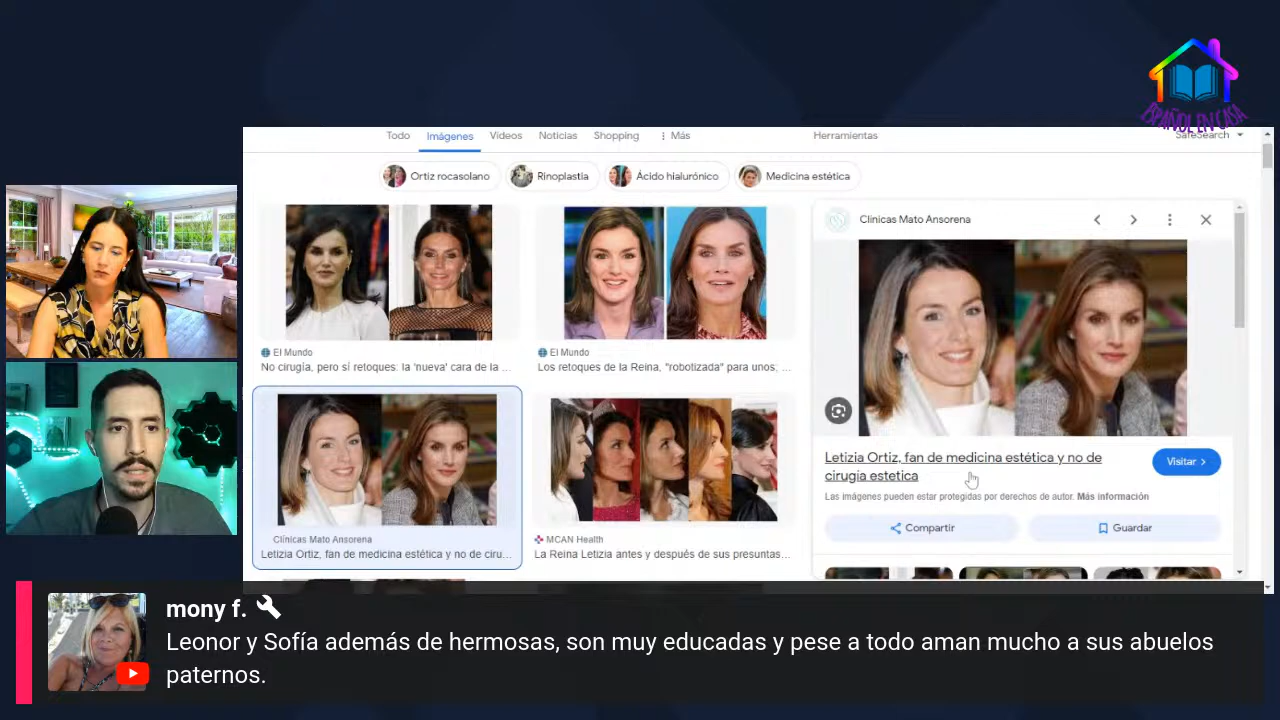 ESPAÑOL EN CASA
Todo Imágenes Vídeos Noticias Shopping Más Herramientas SafeSearch
Ortiz rocasolano Rinoplastia Ácido hialurónico Medicina estética
Clínicas Mato Ansorena
El Mundo
No cirugía, pero sí retoques: la 'nueva' cara de la ...
El Mundo
Los retoques de la Reina, "robotizada" para unos; ...
Letizia Ortiz, fan de medicina estética y no de
cirugia estetica
Visitar
Las imágenes pueden estar protegidas por derechos de autor. Más información
Compartir Guardar
Clínicas Mato Ansorena
Letizia Ortiz, fan de medicina estética y no de ciru...
MCAN Health
La Reina Letizia antes y después de sus presuntas...
mony f.
Leonor y Sofía además de hermosas, son muy educadas y pese a todo aman mucho a sus abuelos
paternos.